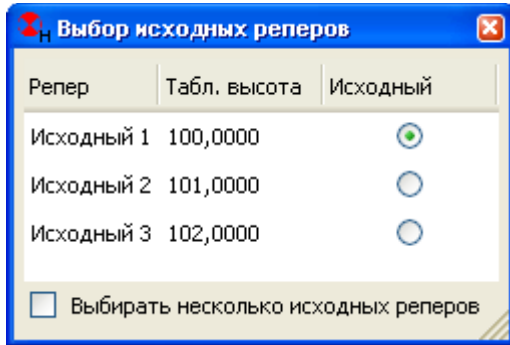 Н Выбор исходных реперов
Репер Табл. высота Исходный
Исходный 1 100,0000
Исходный 2 101,0000
Исходный 3 102,0000
Выбирать несколько исходных реперов